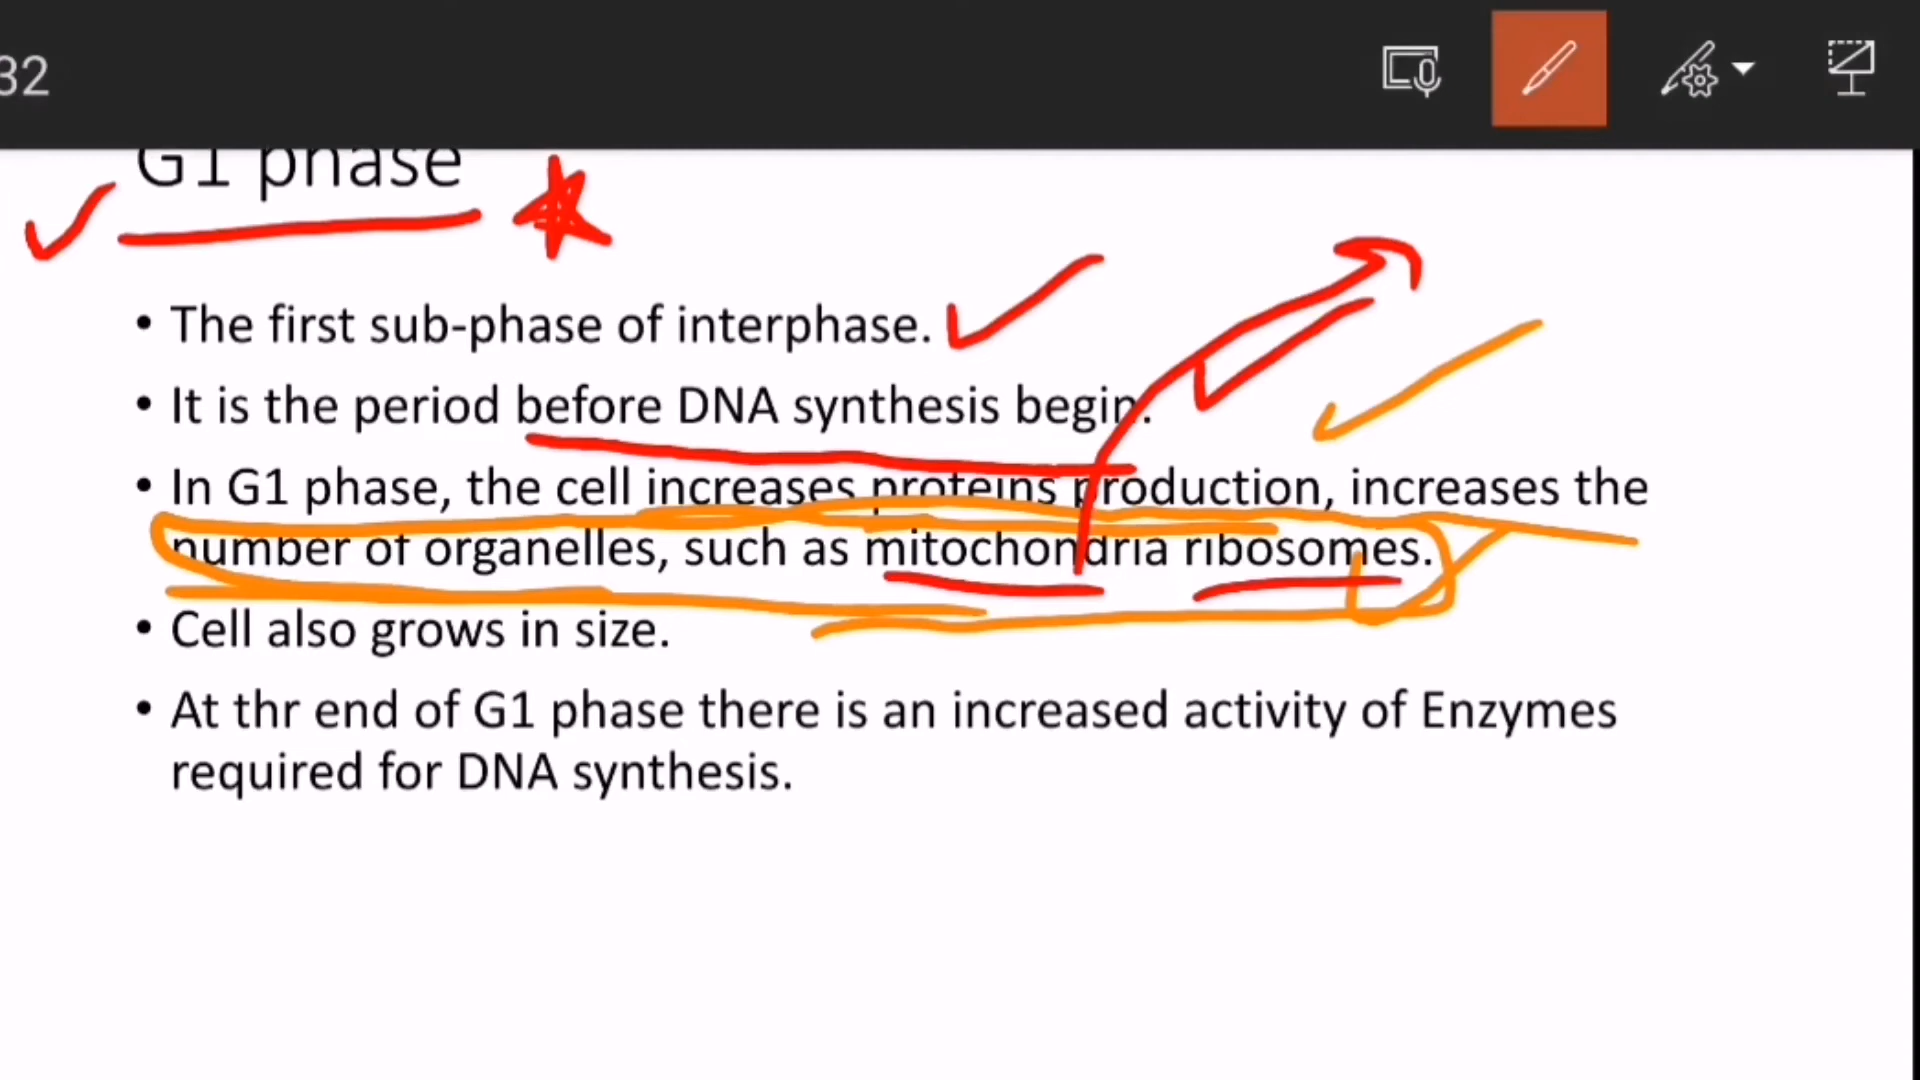 32
G1 phase
• The first sub-phase of interphase.
• It is the period before DNA synthesis begin.
• In G1 phase, the cell increases proteins production, increases the
number of organelles, such as mitochondria ribosomes.
• Cell also grows in size.
• At thr end of G1 phase there is an increased activity of Enzymes
required for DNA synthesis.